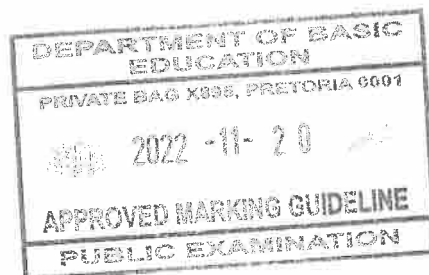 DEPARTMENT OF BASIC
EDUCATION
PRIVATE BAG X895, PRETORIA 0001
2022 -11- 20
APPROVED MARKING GUIDELINE
PUBLIC EXAMINATION